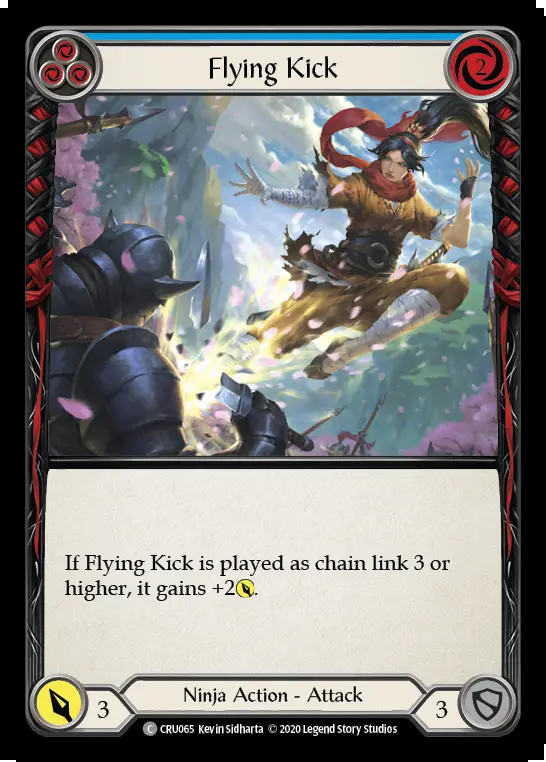 Flying Kick
2
If Flying Kick is played as chain link 3 or
higher, it gains +2.
3
Ninja Action - Attack
3
C CRU065 Kevin Sidharta © 2020 Legend Story Studios